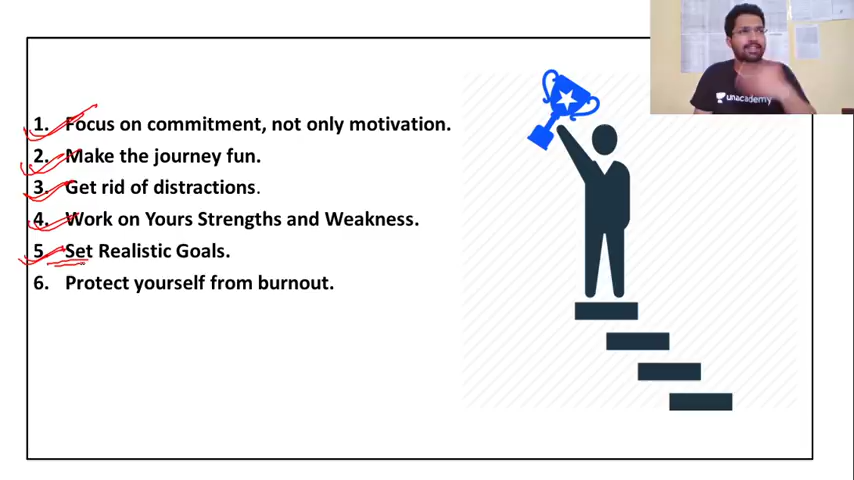 unacademy
1. Focus on commitment, not only motivation.
2. Make the journey fun.
3. Get rid of distractions.
4. Work on Yours Strengths and Weakness.
5. Set Realistic Goals.
6. Protect yourself from burnout.